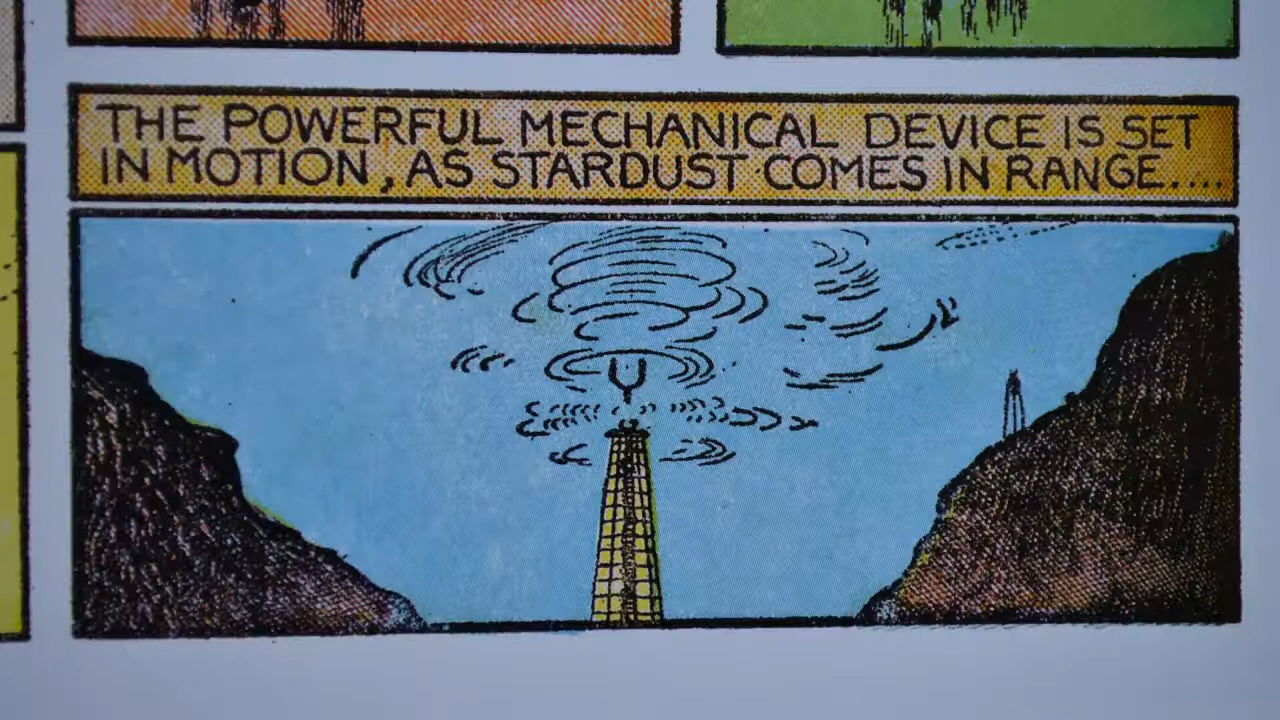 THE POWERFUL MECHANICAL DEVICE IS SET
IN MOTION, AS STARDUST COMES IN RANGE....